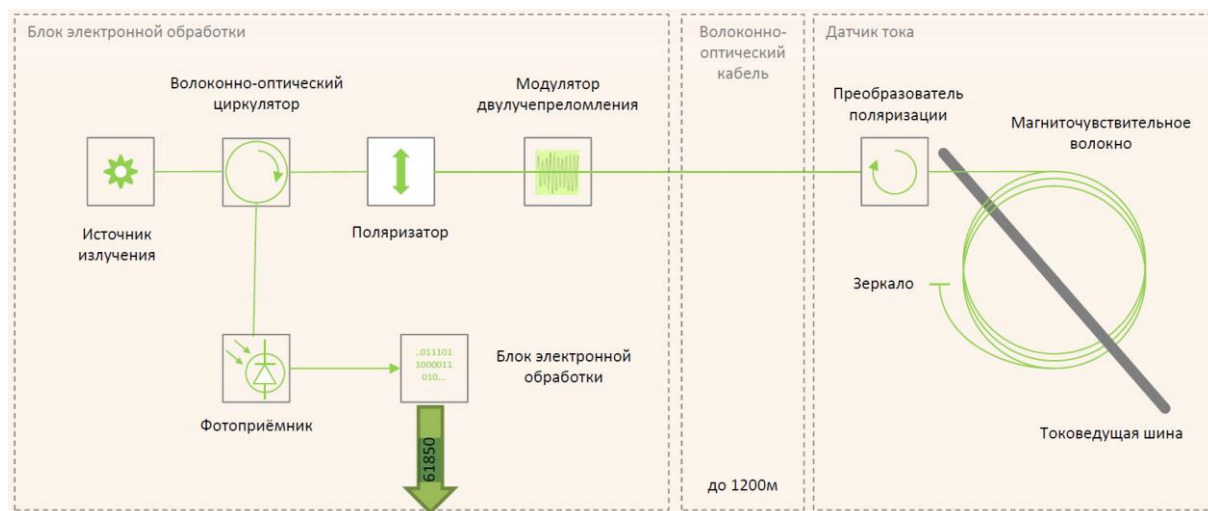 Блок электронной обработки
Волоконно-
оптический
кабель
Датчик тока
Волоконно-оптический
циркулятор
Модулятор
двулучепреломления
Преобразователь
поляризации
Магниточувствительное
волокно
Источник
излучения
Поляризатор
Зеркало
..011101
1000011
010...
Блок электронной
обработки
Фотоприёмник
Токоведущая шина
61850
до 1200м